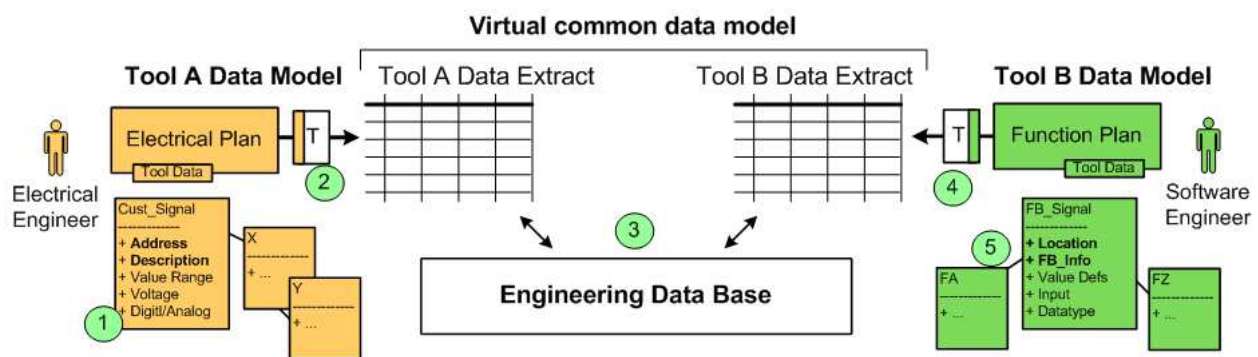 Virtual common data model
Tool A Data Model
Tool A Data Extract
Tool B Data Extract
Tool B Data Model
Electrical Plan
Tool Data
T
2
Electrical
Engineer
Cust_Signal
--------------
+ Address
+ Description
+ Value Range
+ Voltage
+ Digitl/Analog
1
X
--------------
+ ...
Y
--------------
+ ...
3
Engineering Data Base
T
4
Function Plan
Tool Data
Software
Engineer
5
FB_Signal
--------------
+ Location
+ FB_Info
+ Value Defs
+ Input
+ Datatype
FA
--------------
+ ...
FZ
--------------
+ ...